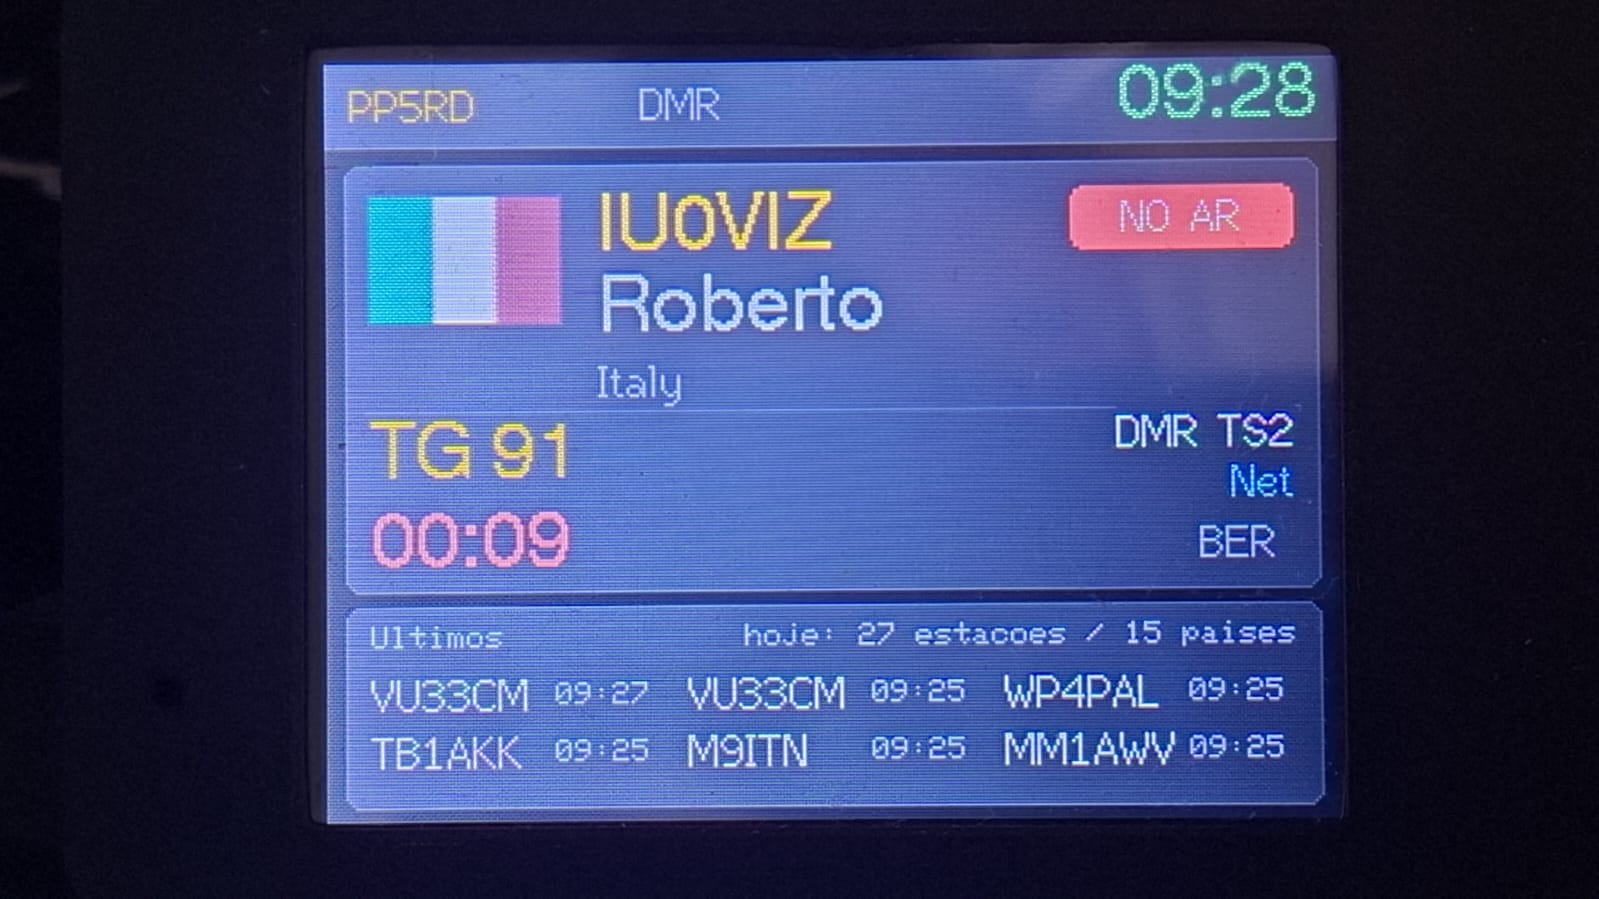 PP5RD DMR 09:28
IU0VIZ NO AR
Roberto
Italy
TG 91 DMR TS2
Net
00:09 BER
Ultimos hoje: 27 estacoes / 15 paises
VU33CM 09:27 VU33CM 09:25 WP4PAL 09:25
TB1AKK 09:25 M9ITN 09:25 MM1AWV 09:25